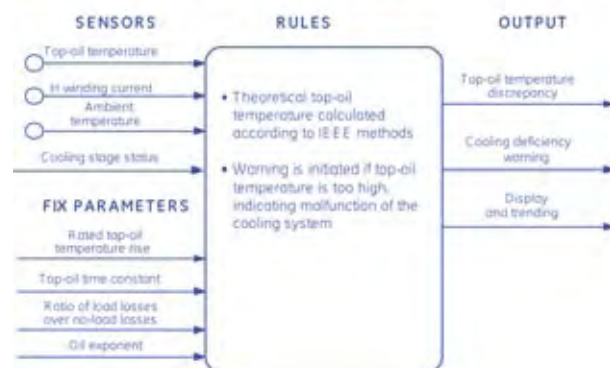 SENSORS
Top-oil temperature
H winding current
Ambient
temperature
Cooling stage status
FIX PARAMETERS
Rated top-oil
temperature rise
Top-oil time constant
Ratio of load losses
over no-load losses
Oil exponent
RULES
• Theoretical top-oil
temperature calculated
according to IEEE methods
• Warning is initiated if top-oil
temperature is too high,
indicating malfunction of the
cooling system
OUTPUT
Top-oil temperature
discrepancy
Cooling deficiency
warning
Display
and trending